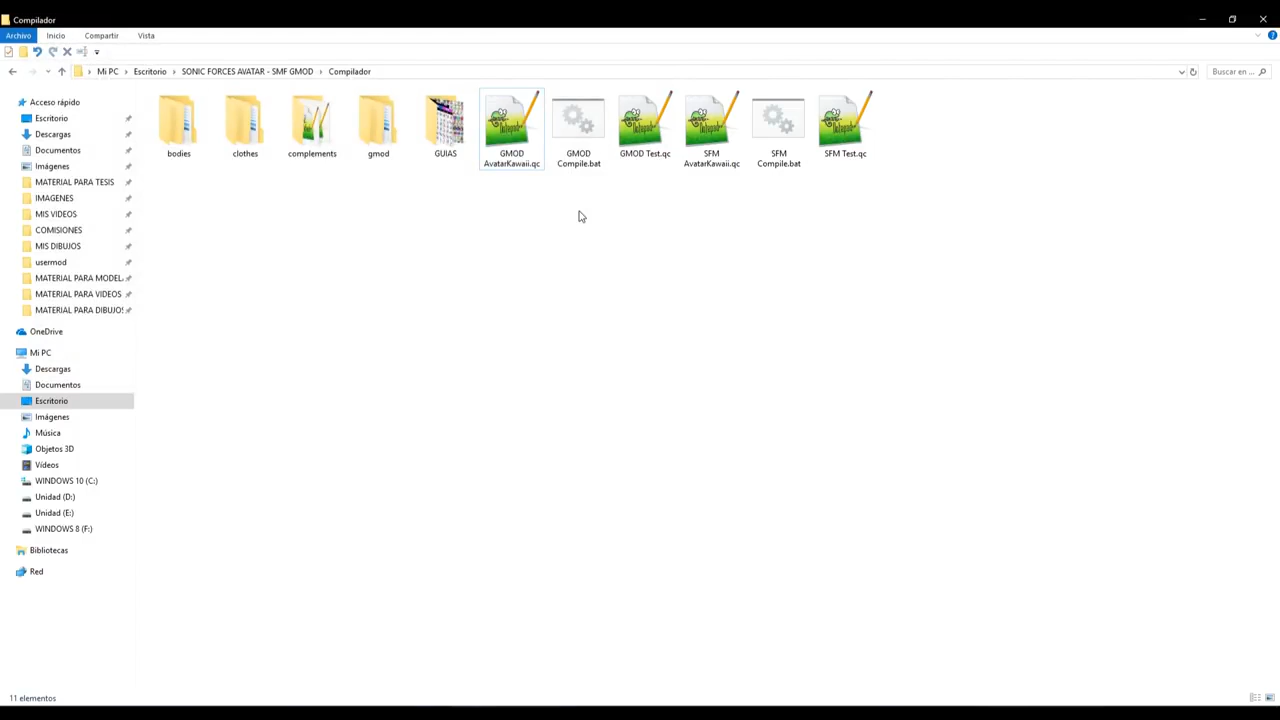 Compilador
Archivo Inicio Compartir Vista
Mi PC Escritorio SONIC FORCES AVATAR - SMF GMOD Compilador
Buscar en ...
Acceso rápido
Escritorio
Descargas
Documentos
Imágenes
MATERIAL PARA TESIS
IMAGENES
MIS VIDEOS
COMISIONES
MIS DIBUJOS
usermod
MATERIAL PARA MODEL
MATERIAL PARA VIDEOS
MATERIAL PARA DIBUJOS
OneDrive
Mi PC
Descargas
Documentos
Escritorio
Imágenes
Música
Objetos 3D
Vídeos
WINDOWS 10 (C:)
Unidad (D:)
Unidad (E:)
WINDOWS 8 (F:)
Bibliotecas
Red
bodies
clothes
complements
gmod
GUIAS
GMOD
AvatarKawaii.qc
GMOD
Compile.bat
GMOD Test.qc
SFM
AvatarKawaii.qc
SFM
Compile.bat
SFM Test.qc
11 elementos